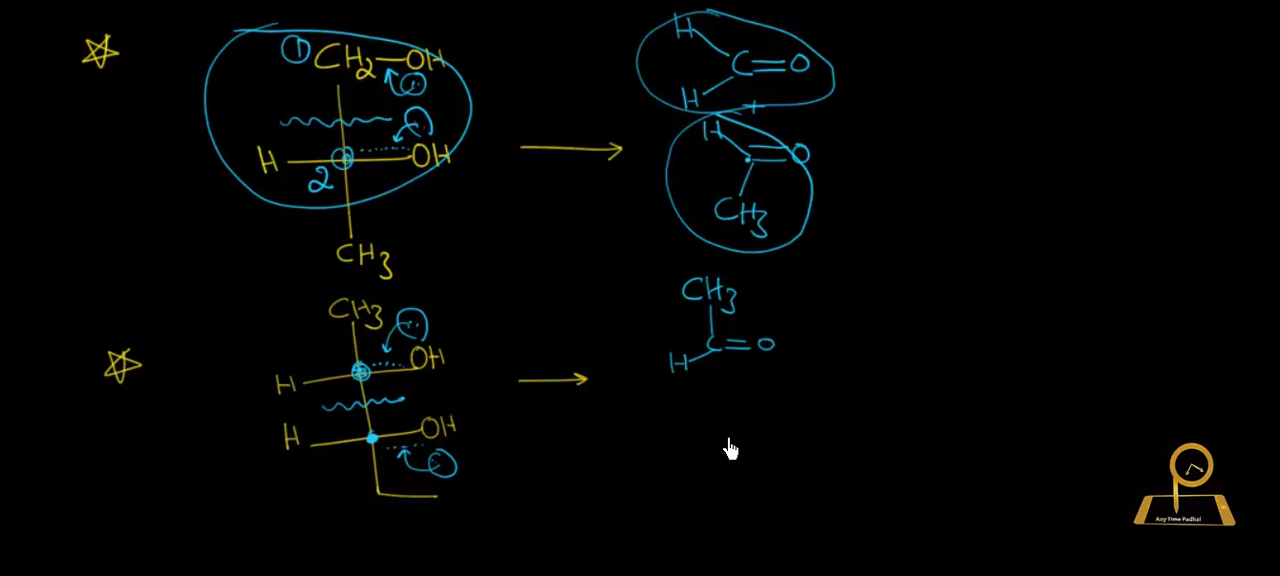 ① CH₂—OH
H OH
2
CH₃
H
C=O
H
+
H
=O
CH₃
CH₃
OH
H
H OH
CH₃
C=O
H
Any Time Padhai